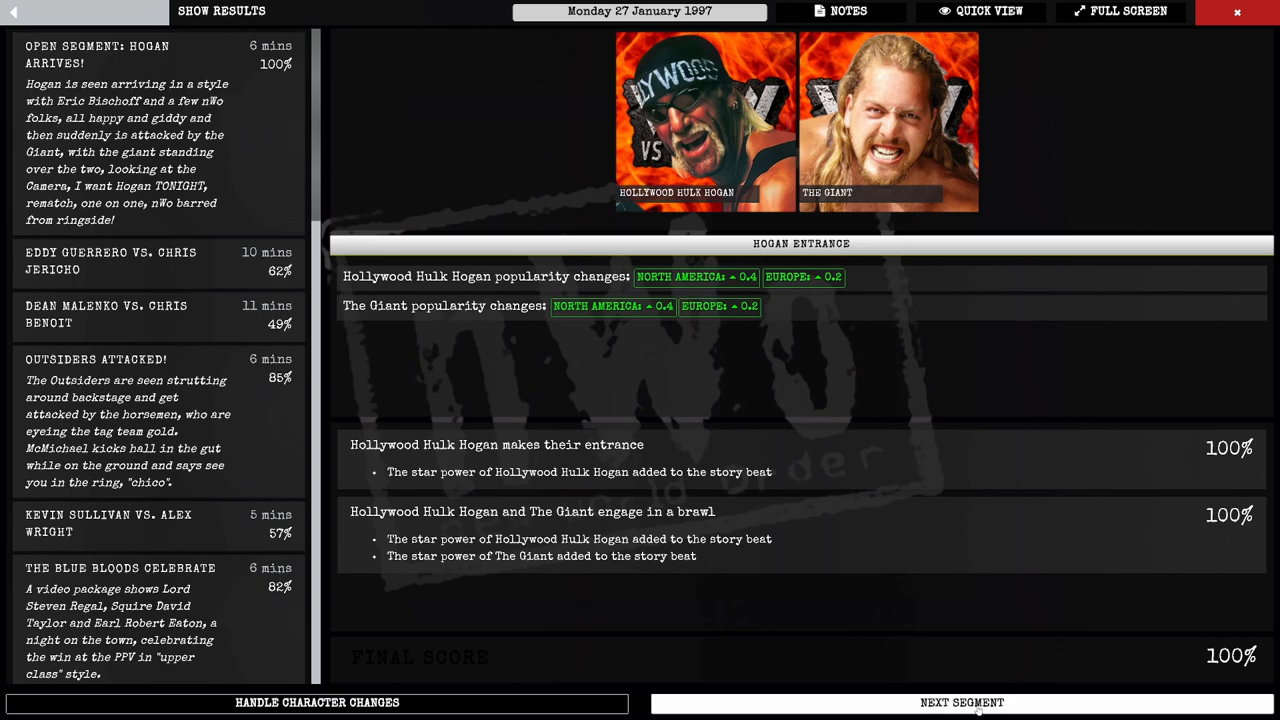 SHOW RESULTS
Monday 27 January 1997
NOTES
QUICK VIEW
FULL SCREEN
OPEN SEGMENT: HOGAN
ARRIVES!
6 mins
100%
Hogan is seen arriving in a style
with Eric Bischoff and a few nWo
folks, all happy and giddy and
then suddenly is attacked by the
Giant, with the giant standing
over the two, looking at the
Camera, I want Hogan TONIGHT,
rematch, one on one, nWo barred
from ringside!
EDDY GUERRERO VS. CHRIS
JERICHO
10 mins
62%
DEAN MALENKO VS. CHRIS
BENOIT
11 mins
49%
OUTSIDERS ATTACKED!
6 mins
85%
The Outsiders are seen strutting
around backstage and get
attacked by the horsemen, who are
eyeing the tag team gold.
McMichael kicks hall in the gut
while on the ground and says see
you in the ring, "chico".
KEVIN SULLIVAN VS. ALEX
WRIGHT
5 mins
57%
THE BLUE BLOODS CELEBRATE
6 mins
82%
A video package shows Lord
Steven Regal, Squire David
Taylor and Earl Robert Eaton, a
night on the town, celebrating
the win at the PPV in "upper
class" style.
VS
HOLLYWOOD HULK HOGAN
THE GIANT
HOGAN ENTRANCE
Hollywood Hulk Hogan popularity changes: NORTH AMERICA: 0.4 EUROPE: 0.2
The Giant popularity changes: NORTH AMERICA: 0.4 EUROPE: 0.2
nWo
new world order
Hollywood Hulk Hogan makes their entrance
100%
• The star power of Hollywood Hulk Hogan added to the story beat
Hollywood Hulk Hogan and The Giant engage in a brawl
100%
• The star power of Hollywood Hulk Hogan added to the story beat
• The star power of The Giant added to the story beat
FINAL SCORE
100%
HANDLE CHARACTER CHANGES
NEXT SEGMENT